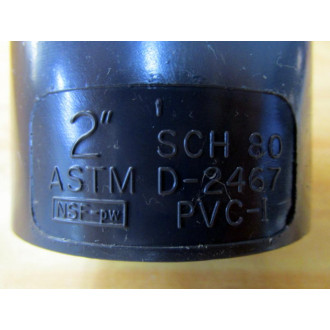 1
2" SCH 80
ASTM D-2467
NSF-pw PVC-I